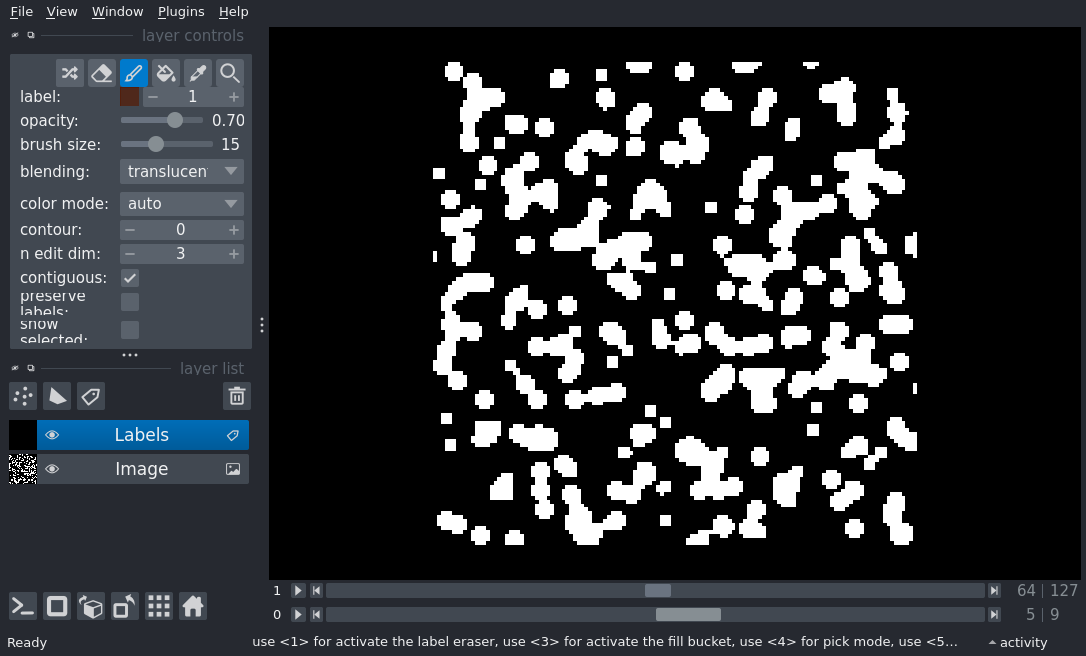 File View Window Plugins Help
layer controls
label: 1
opacity: 0.70
brush size: 15
blending: translucen
color mode: auto
contour: 0
n edit dim: 3
contiguous:
preserve
labels:
show
selected:
layer list
Labels
Image
1 64 127
0 5 9
Ready use <1> for activate the label eraser, use <3> for activate the fill bucket, use <4> for pick mode, use <5… activity